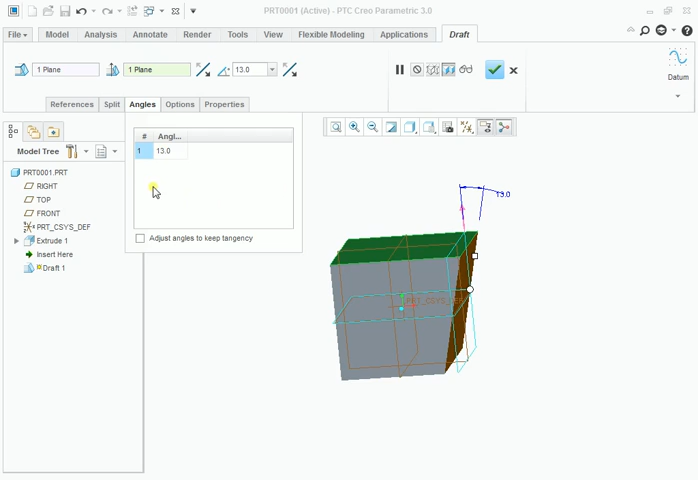 PRT0001 (Active) - PTC Creo Parametric 3.0
File Model Analysis Annotate Render Tools View Flexible Modeling Applications Draft
1 Plane 1 Plane 13.0
Datum
References Split Angles Options Properties
# Angl...
1 13.0
Adjust angles to keep tangency
Model Tree
PRT0001.PRT
RIGHT
TOP
FRONT
PRT_CSYS_DEF
Extrude 1
Insert Here
Draft 1
13.0
PRT_CSYS_DEF